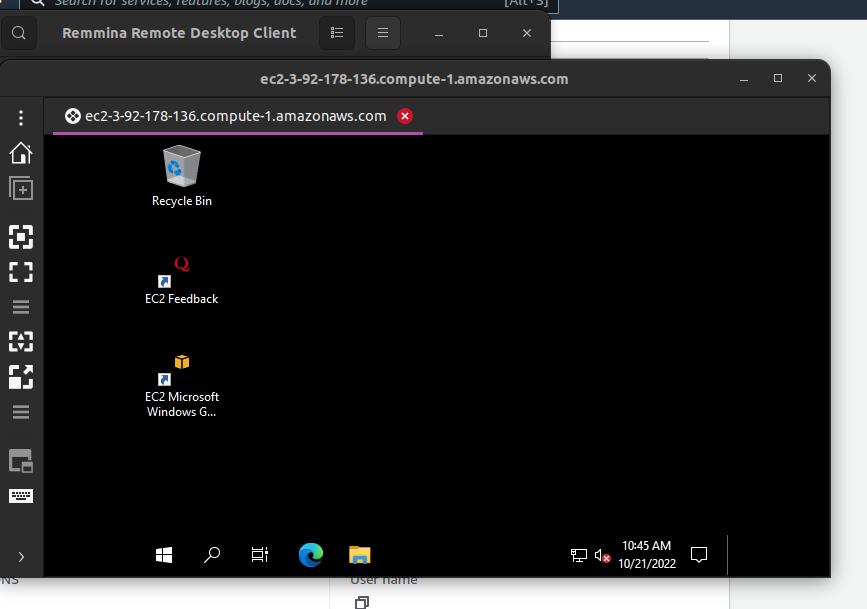 Search for services, features, blogs, docs, and more
[Alt+S]
Remmina Remote Desktop Client
ec2-3-92-178-136.compute-1.amazonaws.com
ec2-3-92-178-136.compute-1.amazonaws.com
Recycle Bin
Q
EC2 Feedback
EC2 Microsoft
Windows G...
10:45 AM
10/21/2022
NS
User name